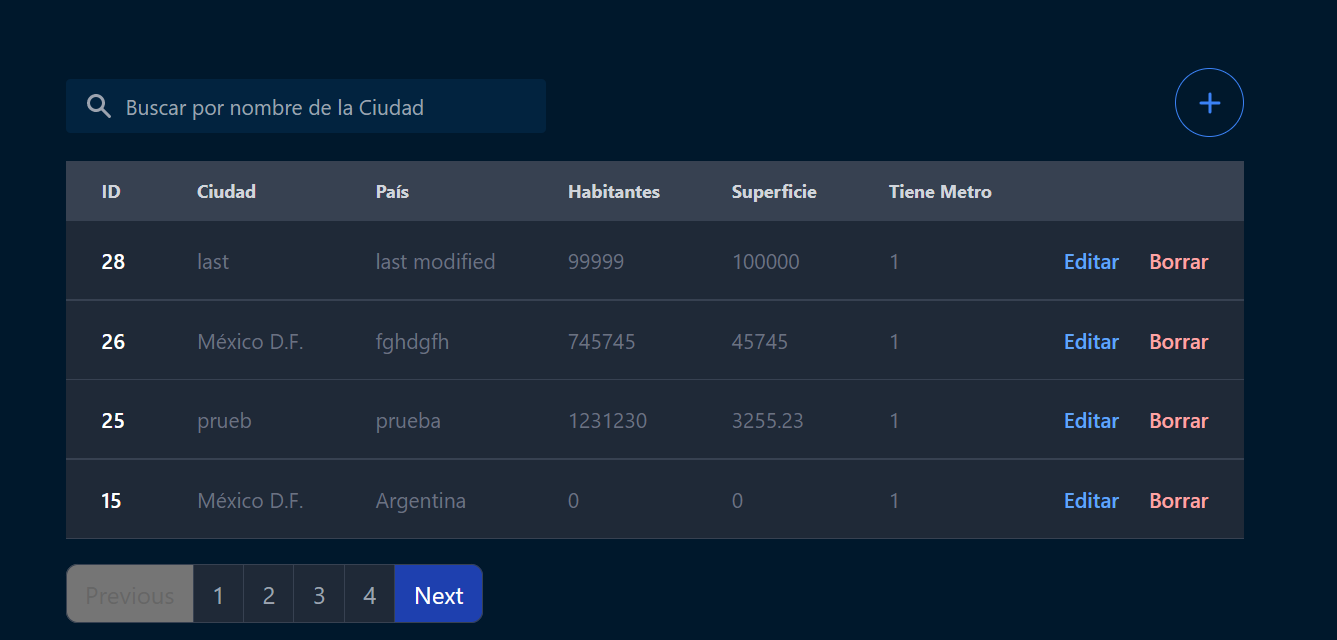 Buscar por nombre de la Ciudad
+
ID Ciudad País Habitantes Superficie Tiene Metro
28 last last modified 99999 100000 1 Editar Borrar
26 México D.F. fghdgfh 745745 45745 1 Editar Borrar
25 prueb prueba 1231230 3255.23 1 Editar Borrar
15 México D.F. Argentina 0 0 1 Editar Borrar
Previous 1 2 3 4 Next